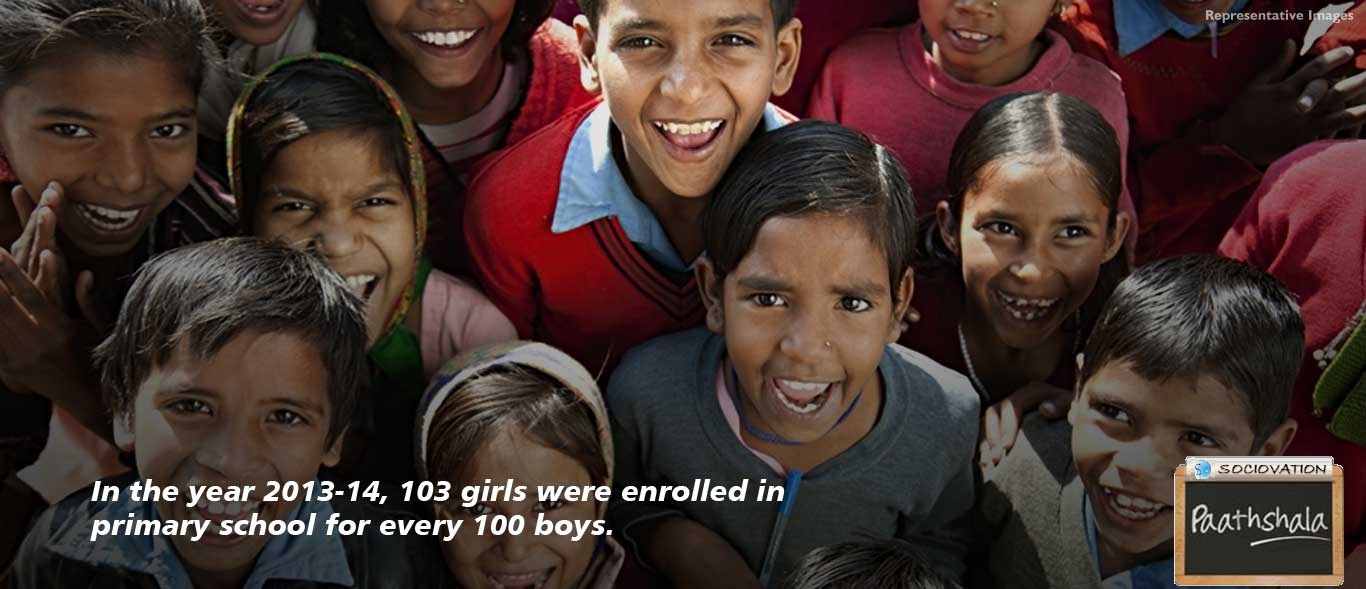 Representative Images
In the year 2013-14, 103 girls were enrolled in
primary school for every 100 boys.
SOCIOVATION
Paathshala